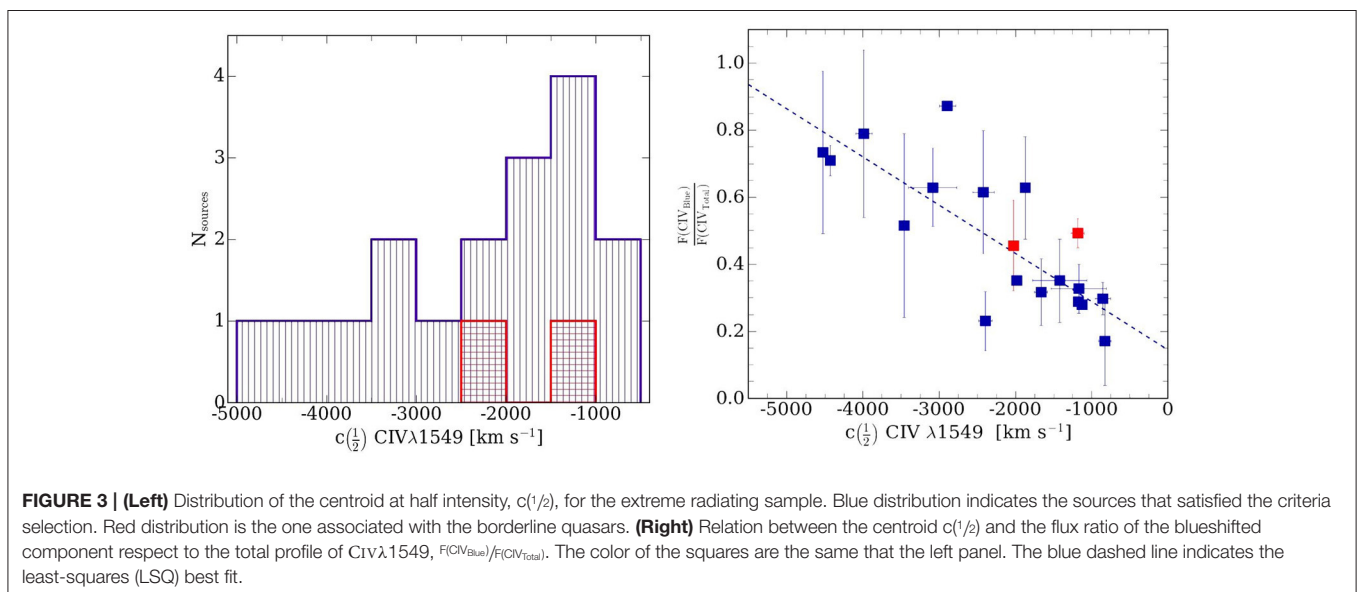 4
3
2
1
0
N_sources
-5000 -4000 -3000 -2000 -1000
c(1/2) CIVλ1549 [km s⁻¹]
1.0
0.8
0.6
0.4
0.2
0.0
F(CIV_Blue)
F(CIV_Total)
-5000 -4000 -3000 -2000 -1000 0
c(1/2) CIV λ1549 [km s⁻¹]
FIGURE 3 | (Left) Distribution of the centroid at half intensity, c(1/2), for the extreme radiating sample. Blue distribution indicates the sources that satisfied the criteria
selection. Red distribution is the one associated with the borderline quasars. (Right) Relation between the centroid c(1/2) and the flux ratio of the blueshifted
component respect to the total profile of CIVλ1549, F(CIV_Blue)/F(CIV_Total). The color of the squares are the same that the left panel. The blue dashed line indicates the
least-squares (LSQ) best fit.